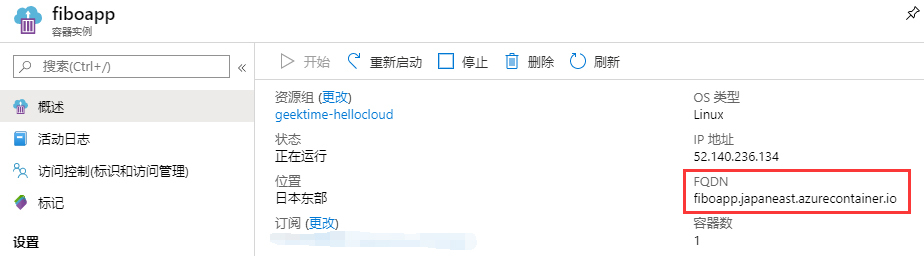 fiboapp
容器实例
搜索(Ctrl+/)
«
开始
重新启动
停止
删除
刷新
概述
活动日志
访问控制(标识和访问管理)
标记
设置
资源组 (更改)
geektime-hellocloud
状态
正在运行
位置
日本东部
订阅 (更改)
OS 类型
Linux
IP 地址
52.140.236.134
FQDN
fiboapp.japaneast.azurecontainer.io
容器数
1